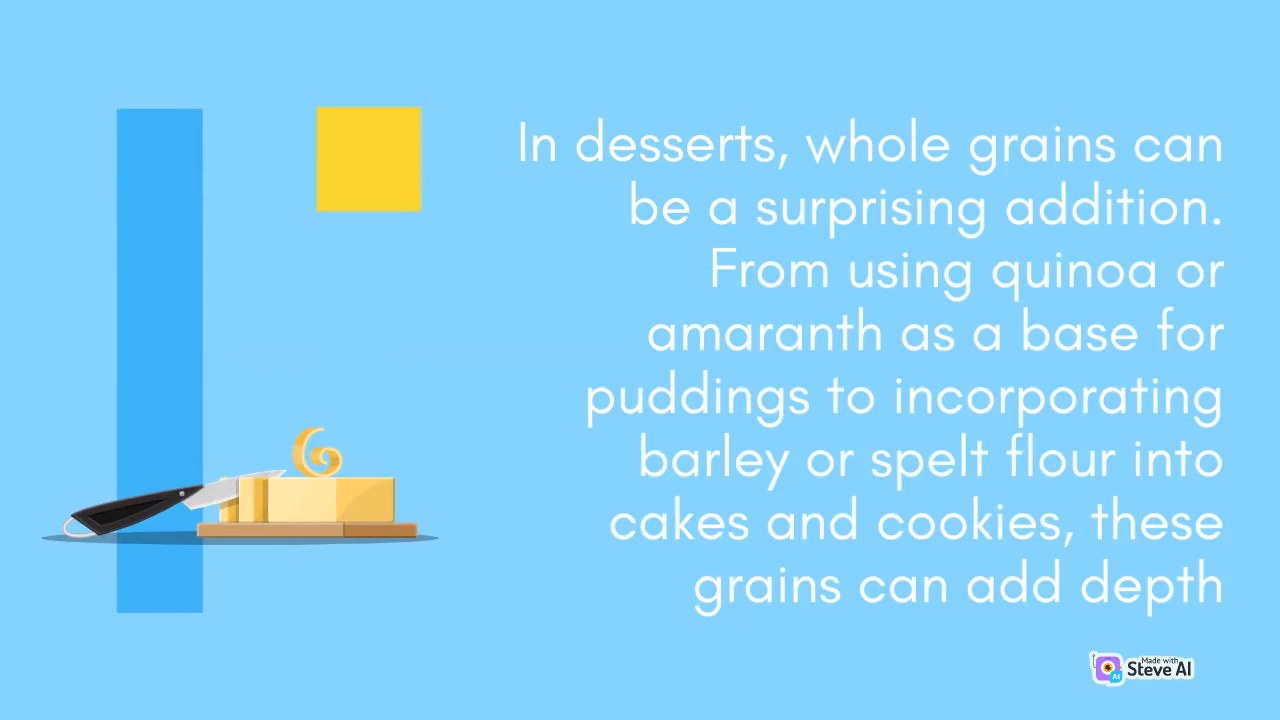 In desserts, whole grains can
be a surprising addition.
From using quinoa or
amaranth as a base for
puddings to incorporating
barley or spelt flour into
cakes and cookies, these
grains can add depth
Made with
Steve AI
AI